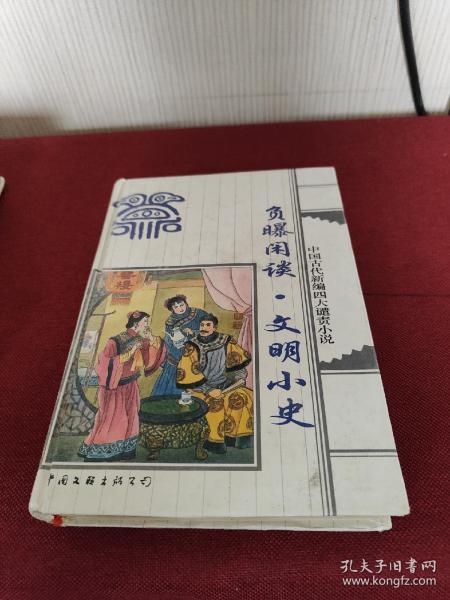 负曝闲谈·文明小史
中国古代新编四大谴责小说
中国文联出版公司
孔夫子旧书网
www.kongfz.com